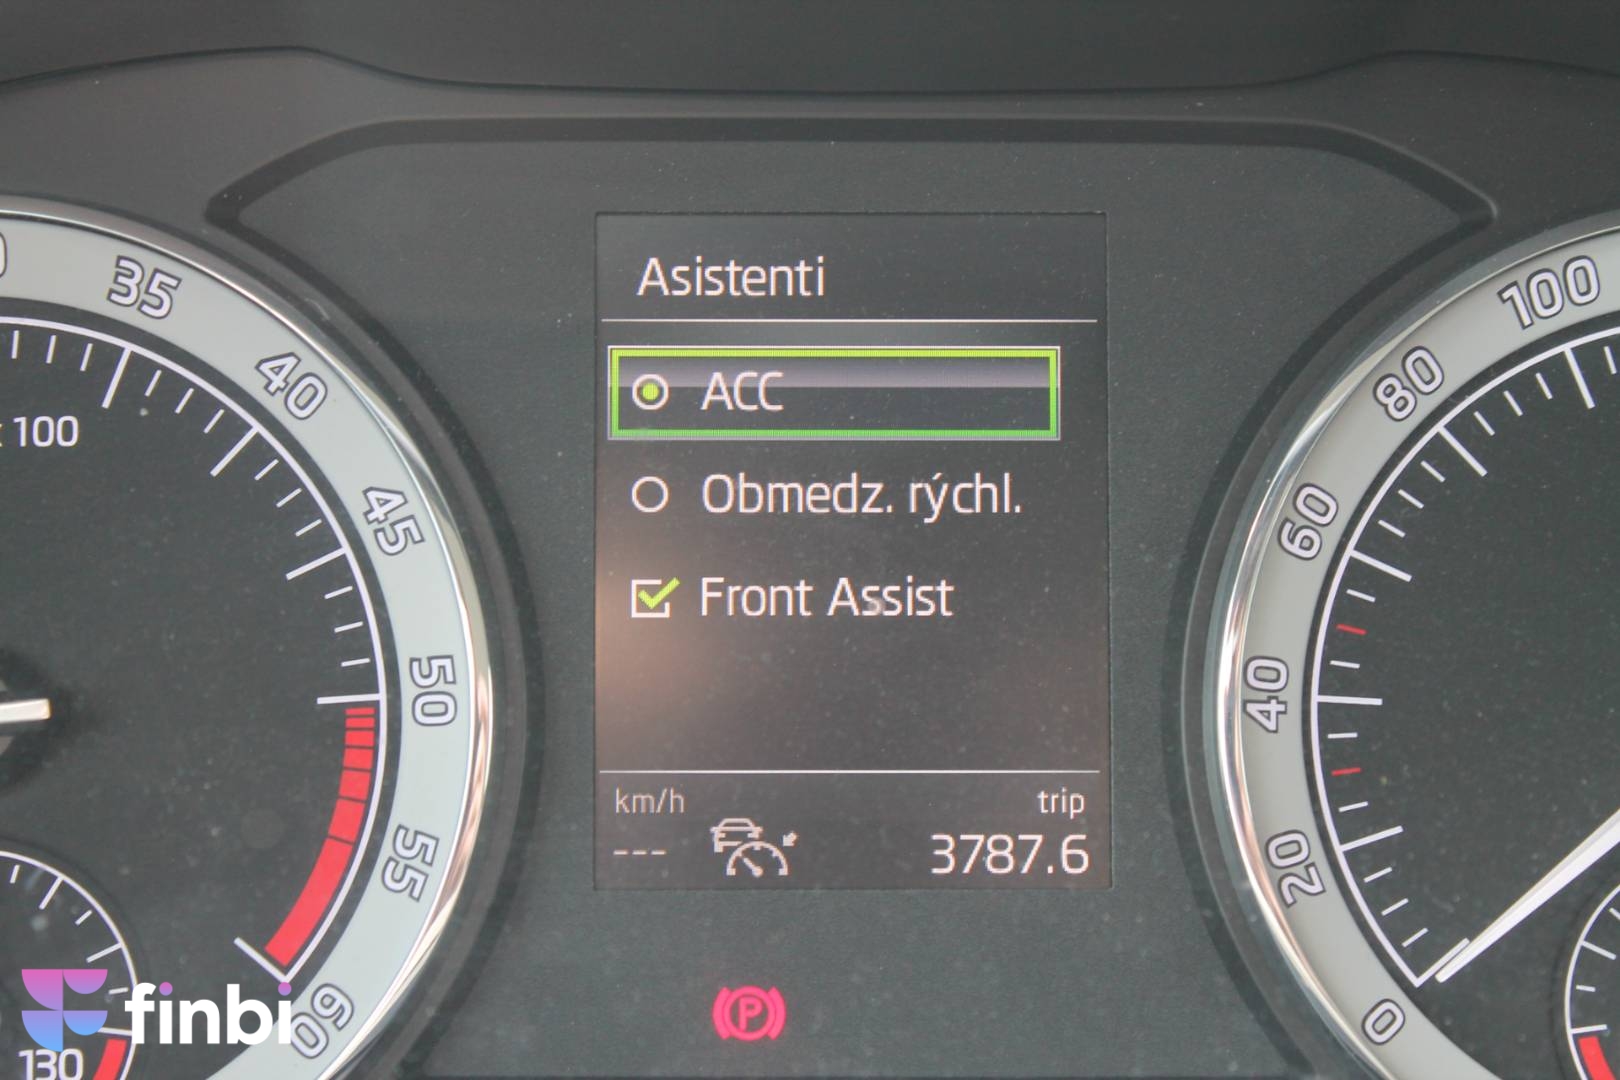 Asistenti
ACC
Obmedz. rýchl.
Front Assist
km/h
trip
---
3787.6
35
40
45
50
55
60
x 100
130
100
80
60
40
20
0
P
finbi